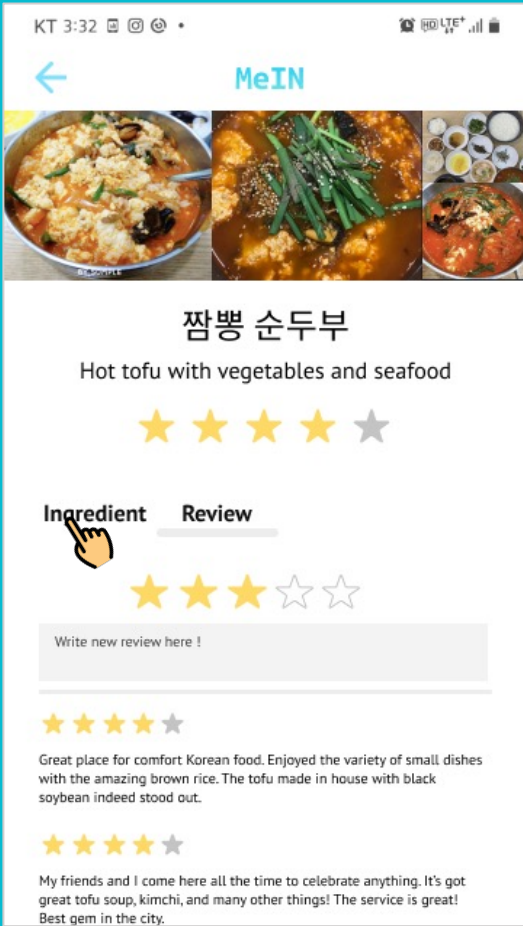 KT 3:32
HD LTE+
MeIN
BY_SOMPLE
짬뽕 순두부
Hot tofu with vegetables and seafood
Ingredient Review
Write new review here !
Great place for comfort Korean food. Enjoyed the variety of small dishes
with the amazing brown rice. The tofu made in house with black
soybean indeed stood out.
My friends and I come here all the time to celebrate anything. It's got
great tofu soup, kimchi, and many other things! The service is great!
Best gem in the city.